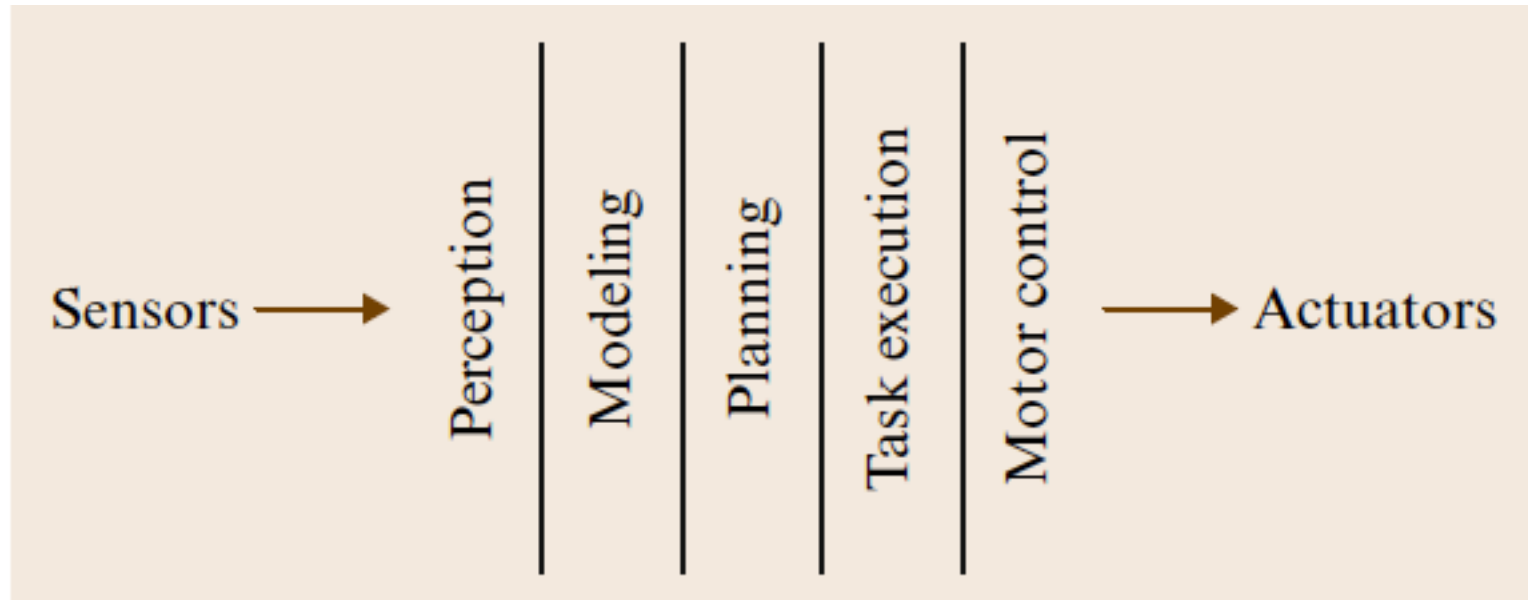 Sensors
Perception
Modeling
Planning
Task execution
Motor control
Actuators